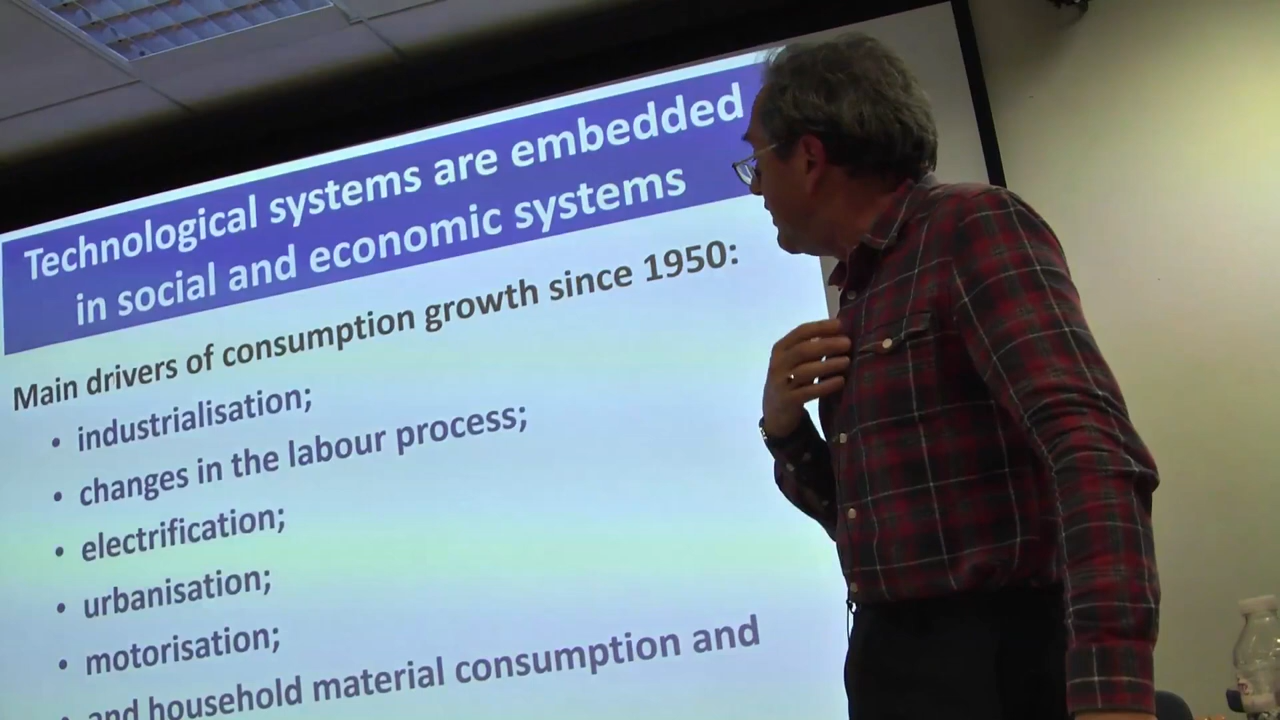 Technological systems are embedded
in social and economic systems
Main drivers of consumption growth since 1950:
• industrialisation;
• changes in the labour process;
• electrification;
• urbanisation;
• motorisation;
• and household material consumption and